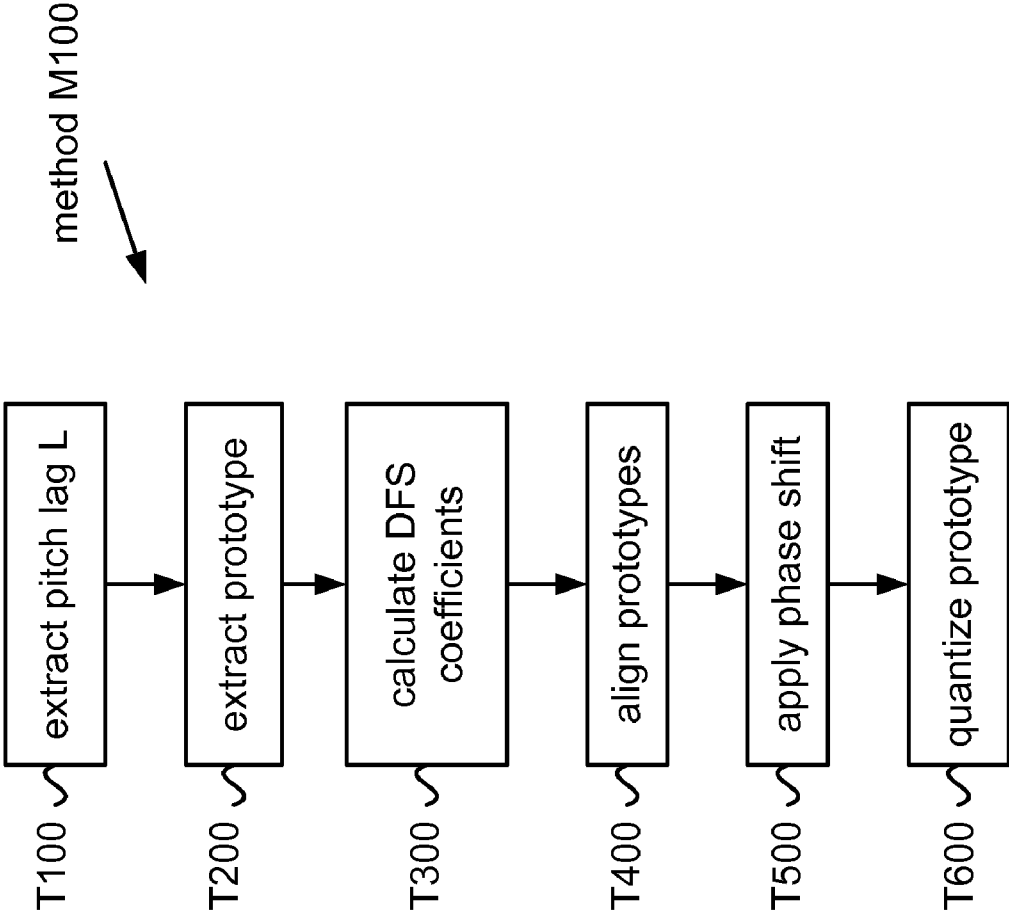 method M100
T100
extract pitch lag L
T200
extract prototype
T300
calculate DFS
coefficients
T400
align prototypes
T500
apply phase shift
T600
quantize prototype